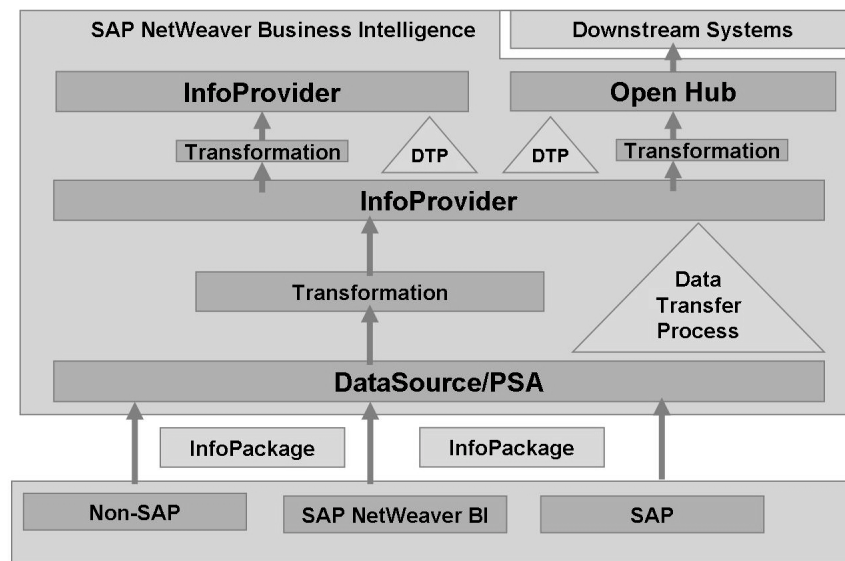 SAP NetWeaver Business Intelligence
Downstream Systems
InfoProvider
Open Hub
Transformation
DTP
DTP
Transformation
InfoProvider
Transformation
Data
Transfer
Process
DataSource/PSA
InfoPackage
InfoPackage
Non-SAP
SAP NetWeaver BI
SAP